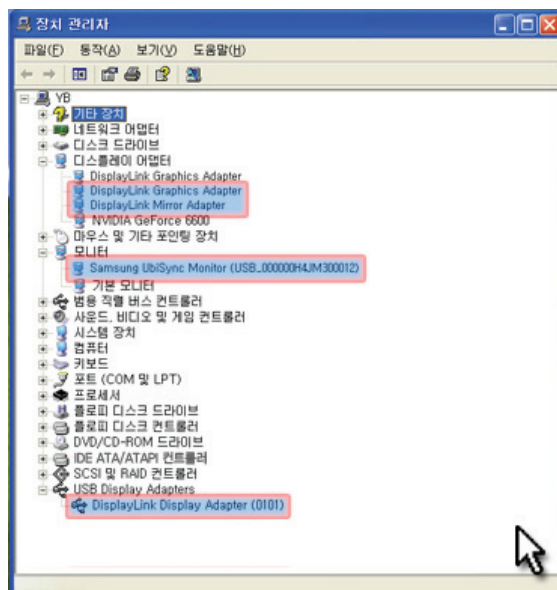 장치 관리자
파일(F) 동작(A) 보기(V) 도움말(H)
YB
기타 장치
네트워크 어댑터
디스크 드라이브
디스플레이 어댑터
DisplayLink Graphics Adapter
DisplayLink Graphics Adapter
DisplayLink Mirror Adapter
NVIDIA GeForce 6600
마우스 및 기타 포인팅 장치
모니터
Samsung UbiSync Monitor (USB_000000H4JM300012)
기본 모니터
범용 직렬 버스 컨트롤러
사운드, 비디오 및 게임 컨트롤러
시스템 장치
컴퓨터
키보드
포트 (COM 및 LPT)
프로세서
플로피 디스크 드라이브
플로피 디스크 컨트롤러
DVD/CD-ROM 드라이브
IDE ATA/ATAPI 컨트롤러
SCSI 및 RAID 컨트롤러
USB Display Adapters
DisplayLink Display Adapter (0101)